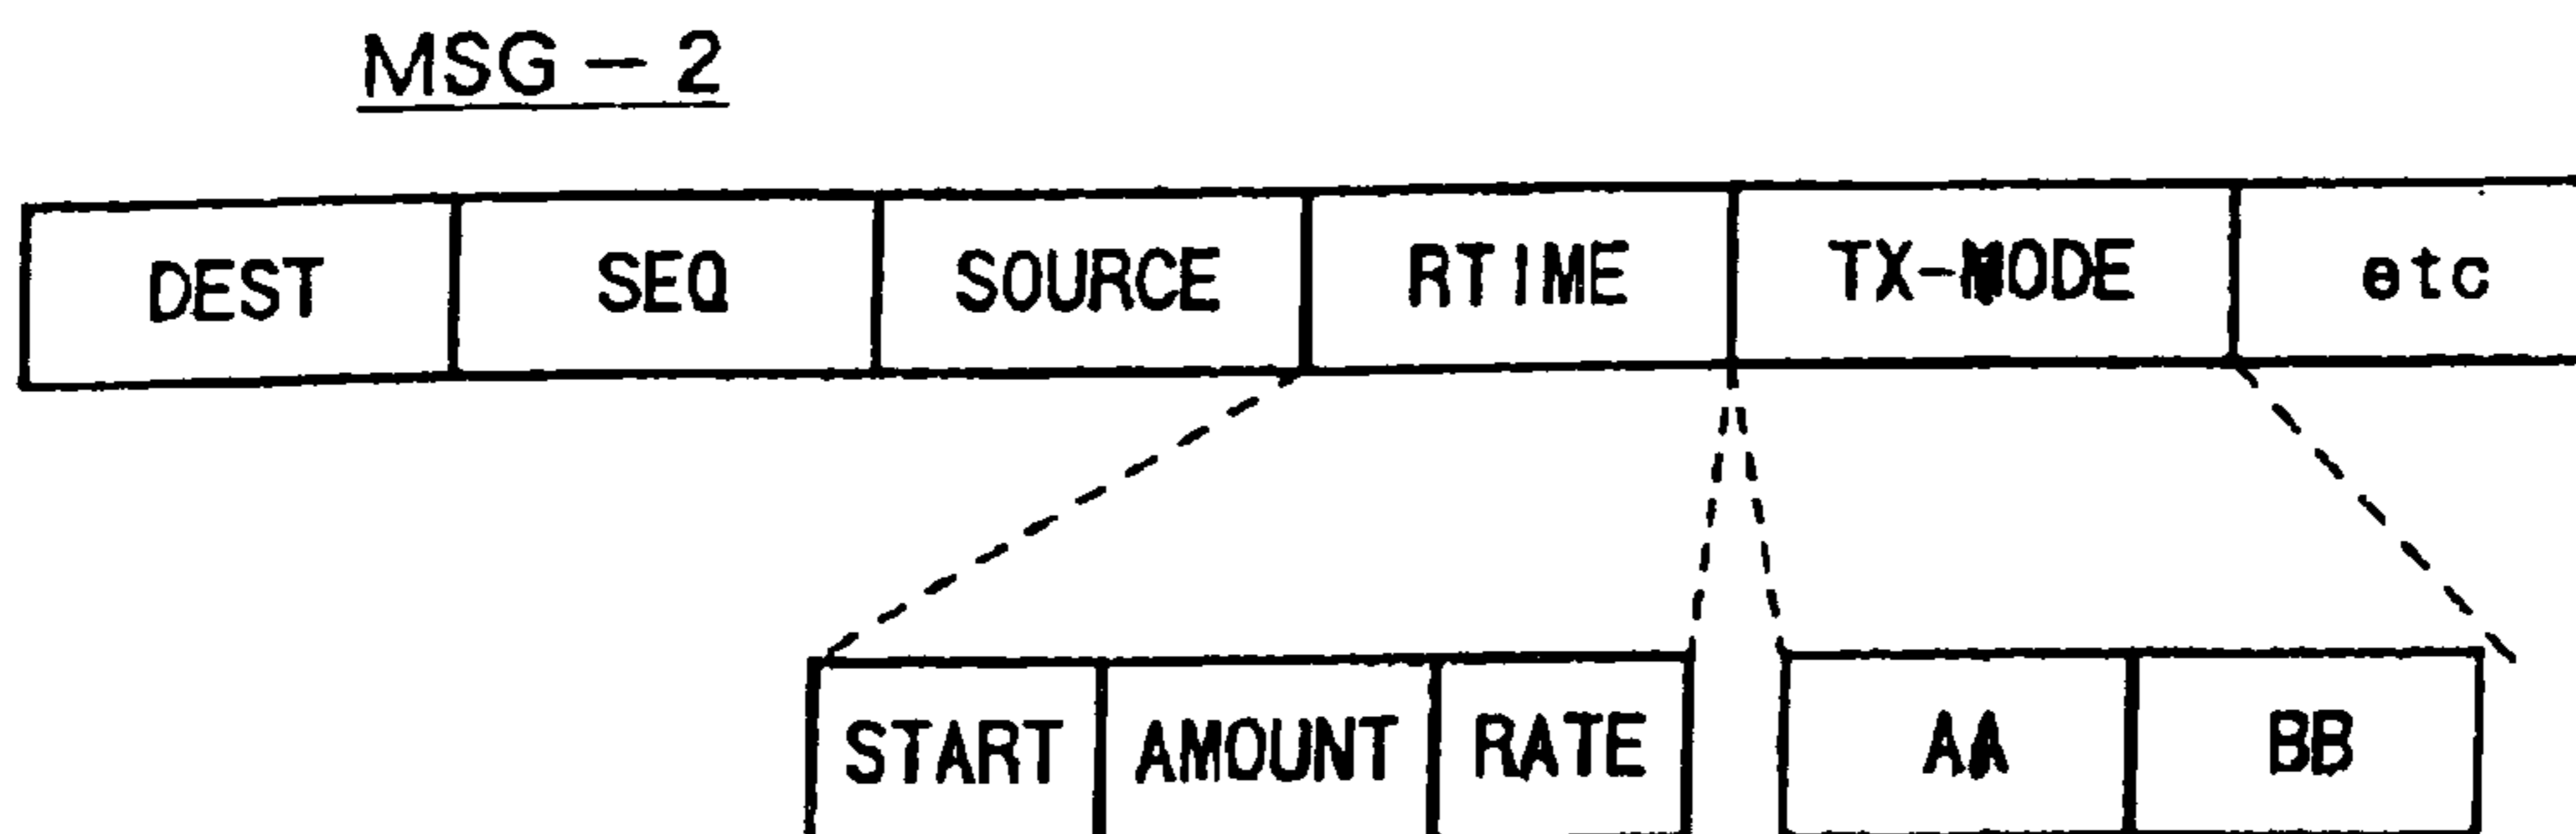 MSG-2
DEST SEQ SOURCE RTIME TX-MODE etc
START AMOUNT RATE AA BB